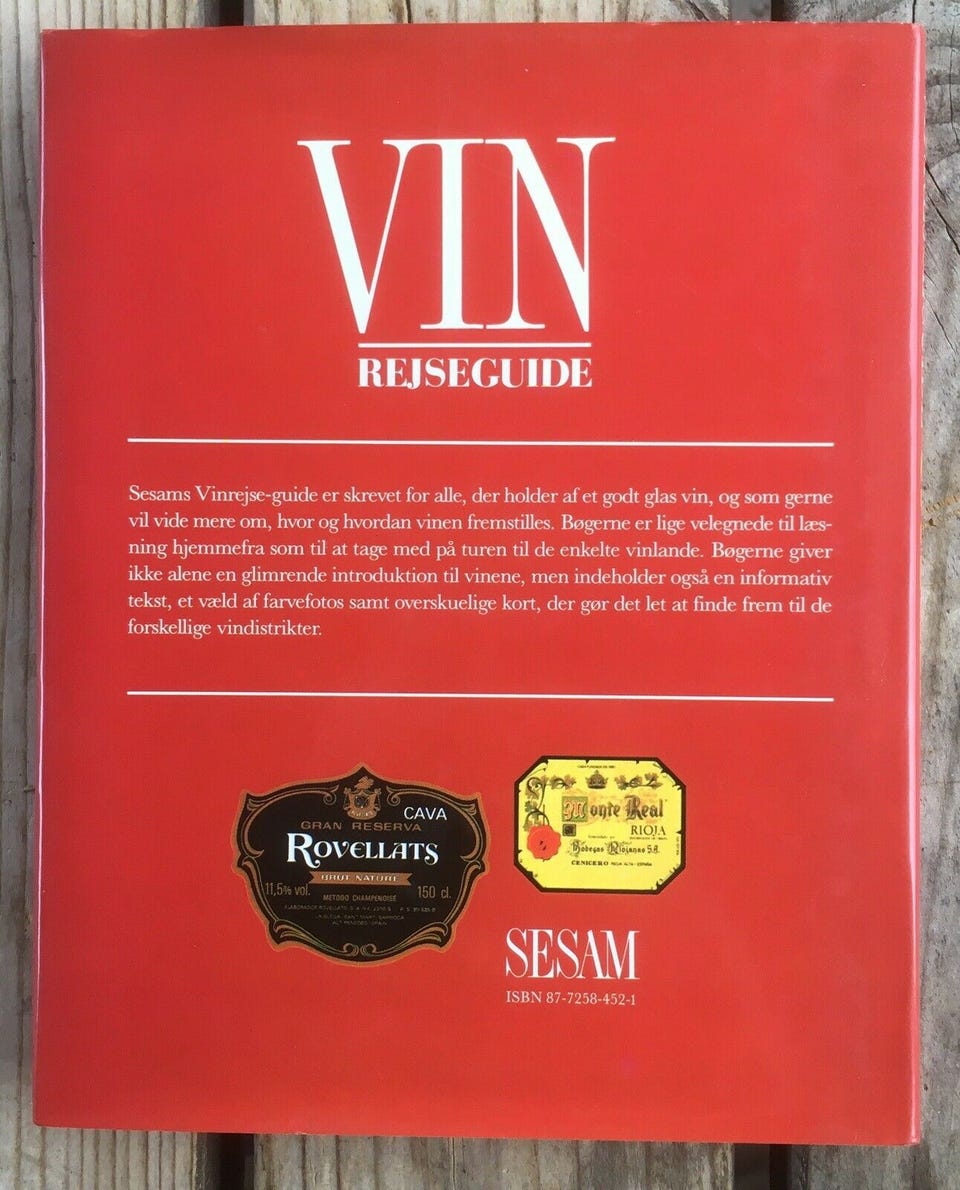 VIN
REJSEGUIDE
Sesams Vinrejse-guide er skrevet for alle, der holder af et godt glas vin, og som gerne
vil vide mere om, hvor og hvordan vinen fremstilles. Bøgerne er lige velegnede til læs-
ning hjemmefra som til at tage med på turen til de enkelte vinlande. Bøgerne giver
ikke alene en glimrende introduktion til vinene, men indeholder også en informativ
tekst, et væld af farvefotos samt overskuelige kort, der gør det let at finde frem til de
forskellige vindistrikter.
CAVA
GRAN RESERVA
ROVELLATS
BRUT NATURE
11,5% vol.
METODO CHAMPENOISE
150 cl.
Monte Real
RIOJA
Bodegas Riojanas S.A.
CENICERO RIOJA ALTA - ESPAÑA
SESAM
ISBN 87-7258-452-1